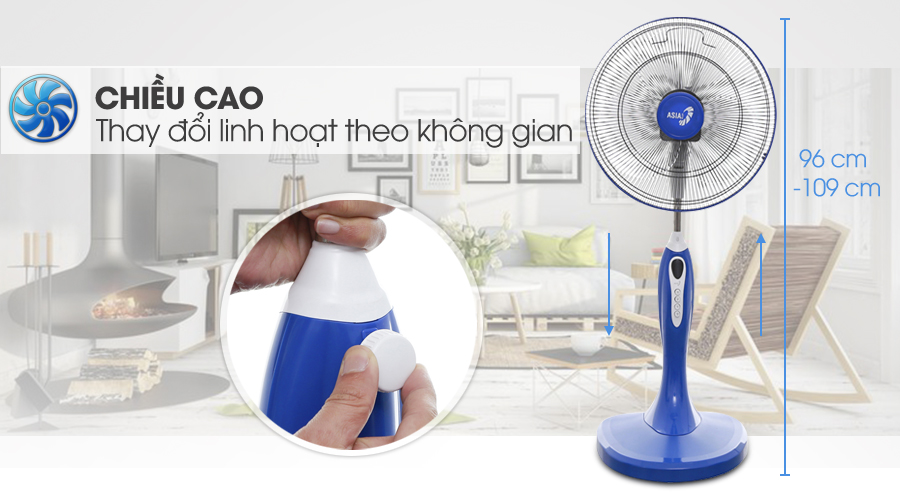 CHIỀU CAO
Thay đổi linh hoạt theo không gian
ASIA
96 cm
-109 cm